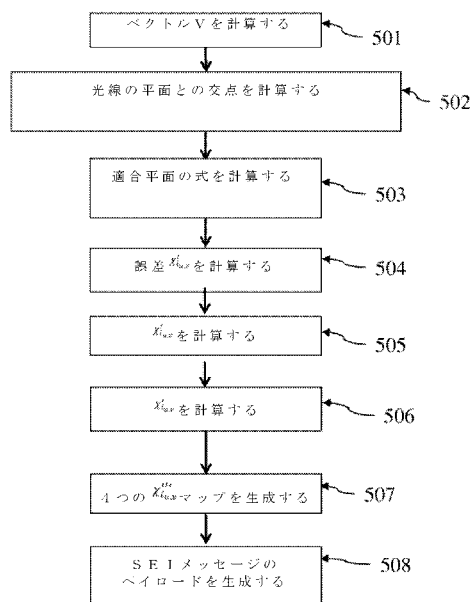 ベクトルVを計算する
501
光線の平面との交点を計算する
502
適合平面の式を計算する
503
誤差を計算する
504
を計算する
505
を計算する
506
4つのマップを生成する
507
SEIメッセージの
ペイロードを生成する
508